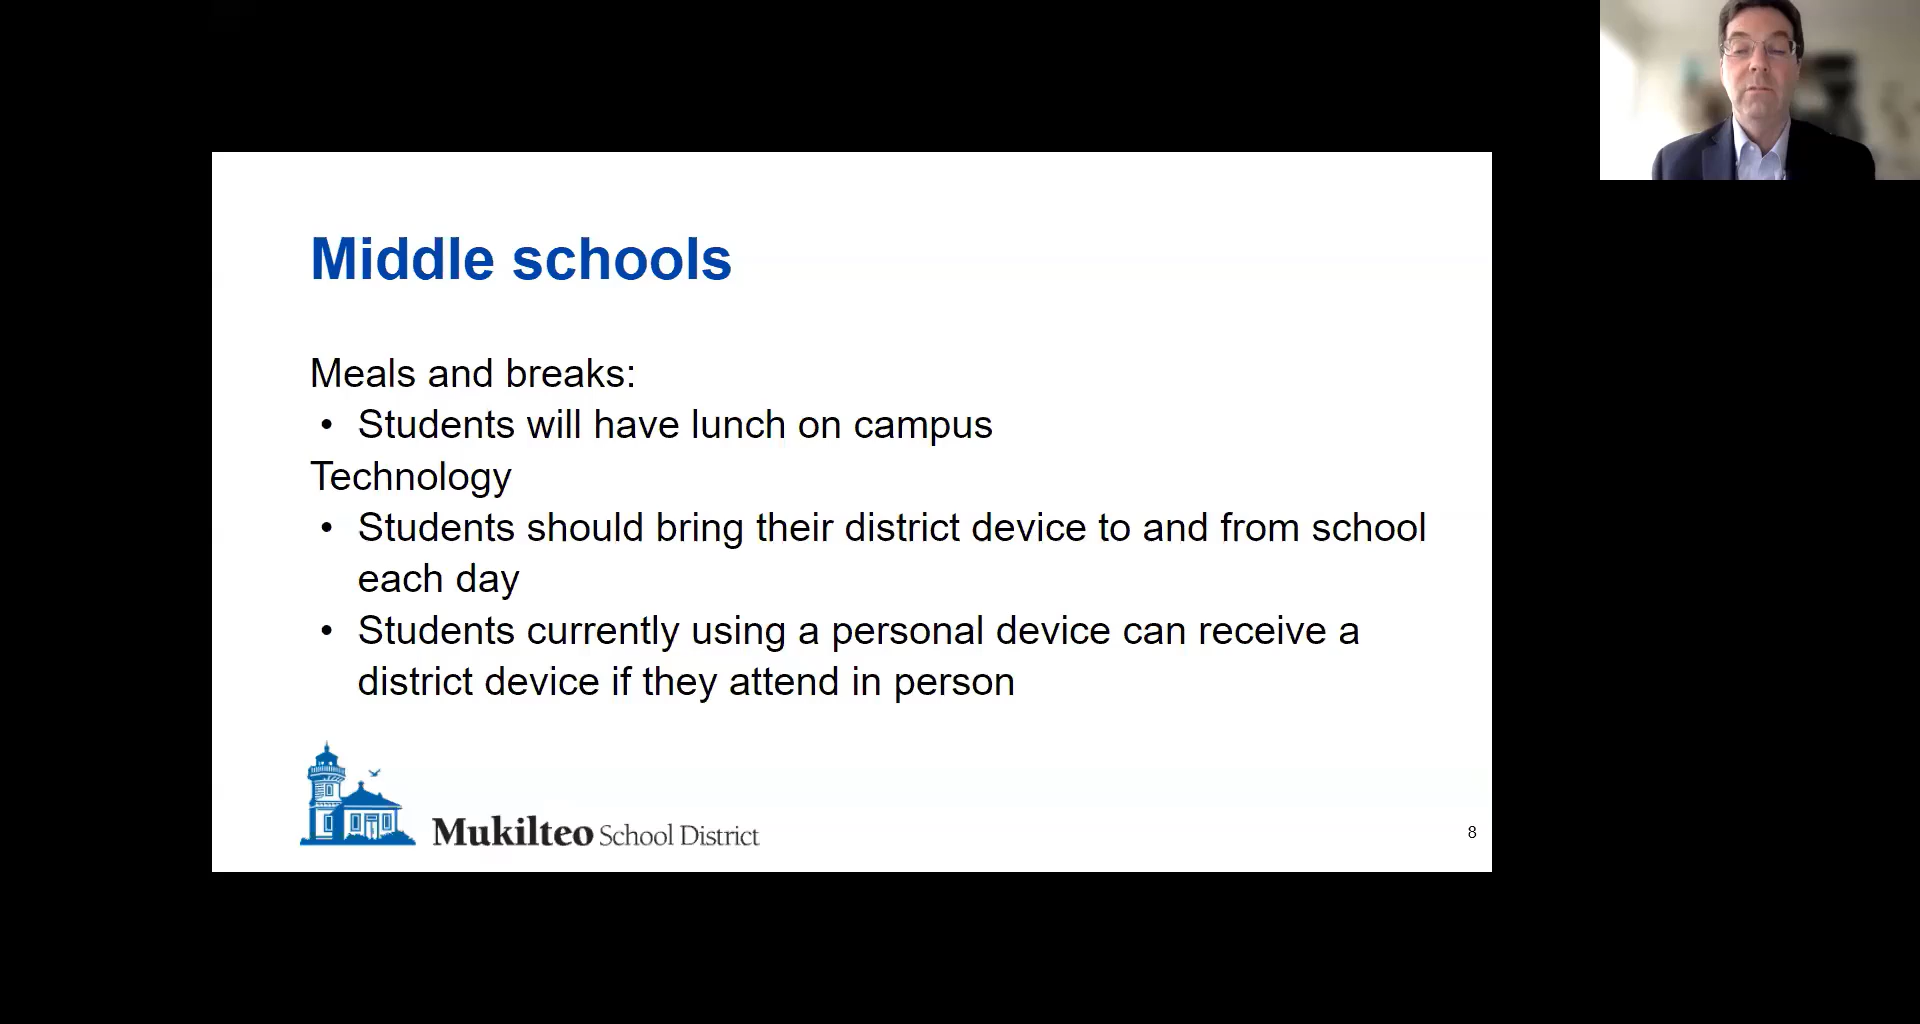 Middle schools
Meals and breaks:
• Students will have lunch on campus
Technology
• Students should bring their district device to and from school
each day
• Students currently using a personal device can receive a
district device if they attend in person
Mukilteo School District
8